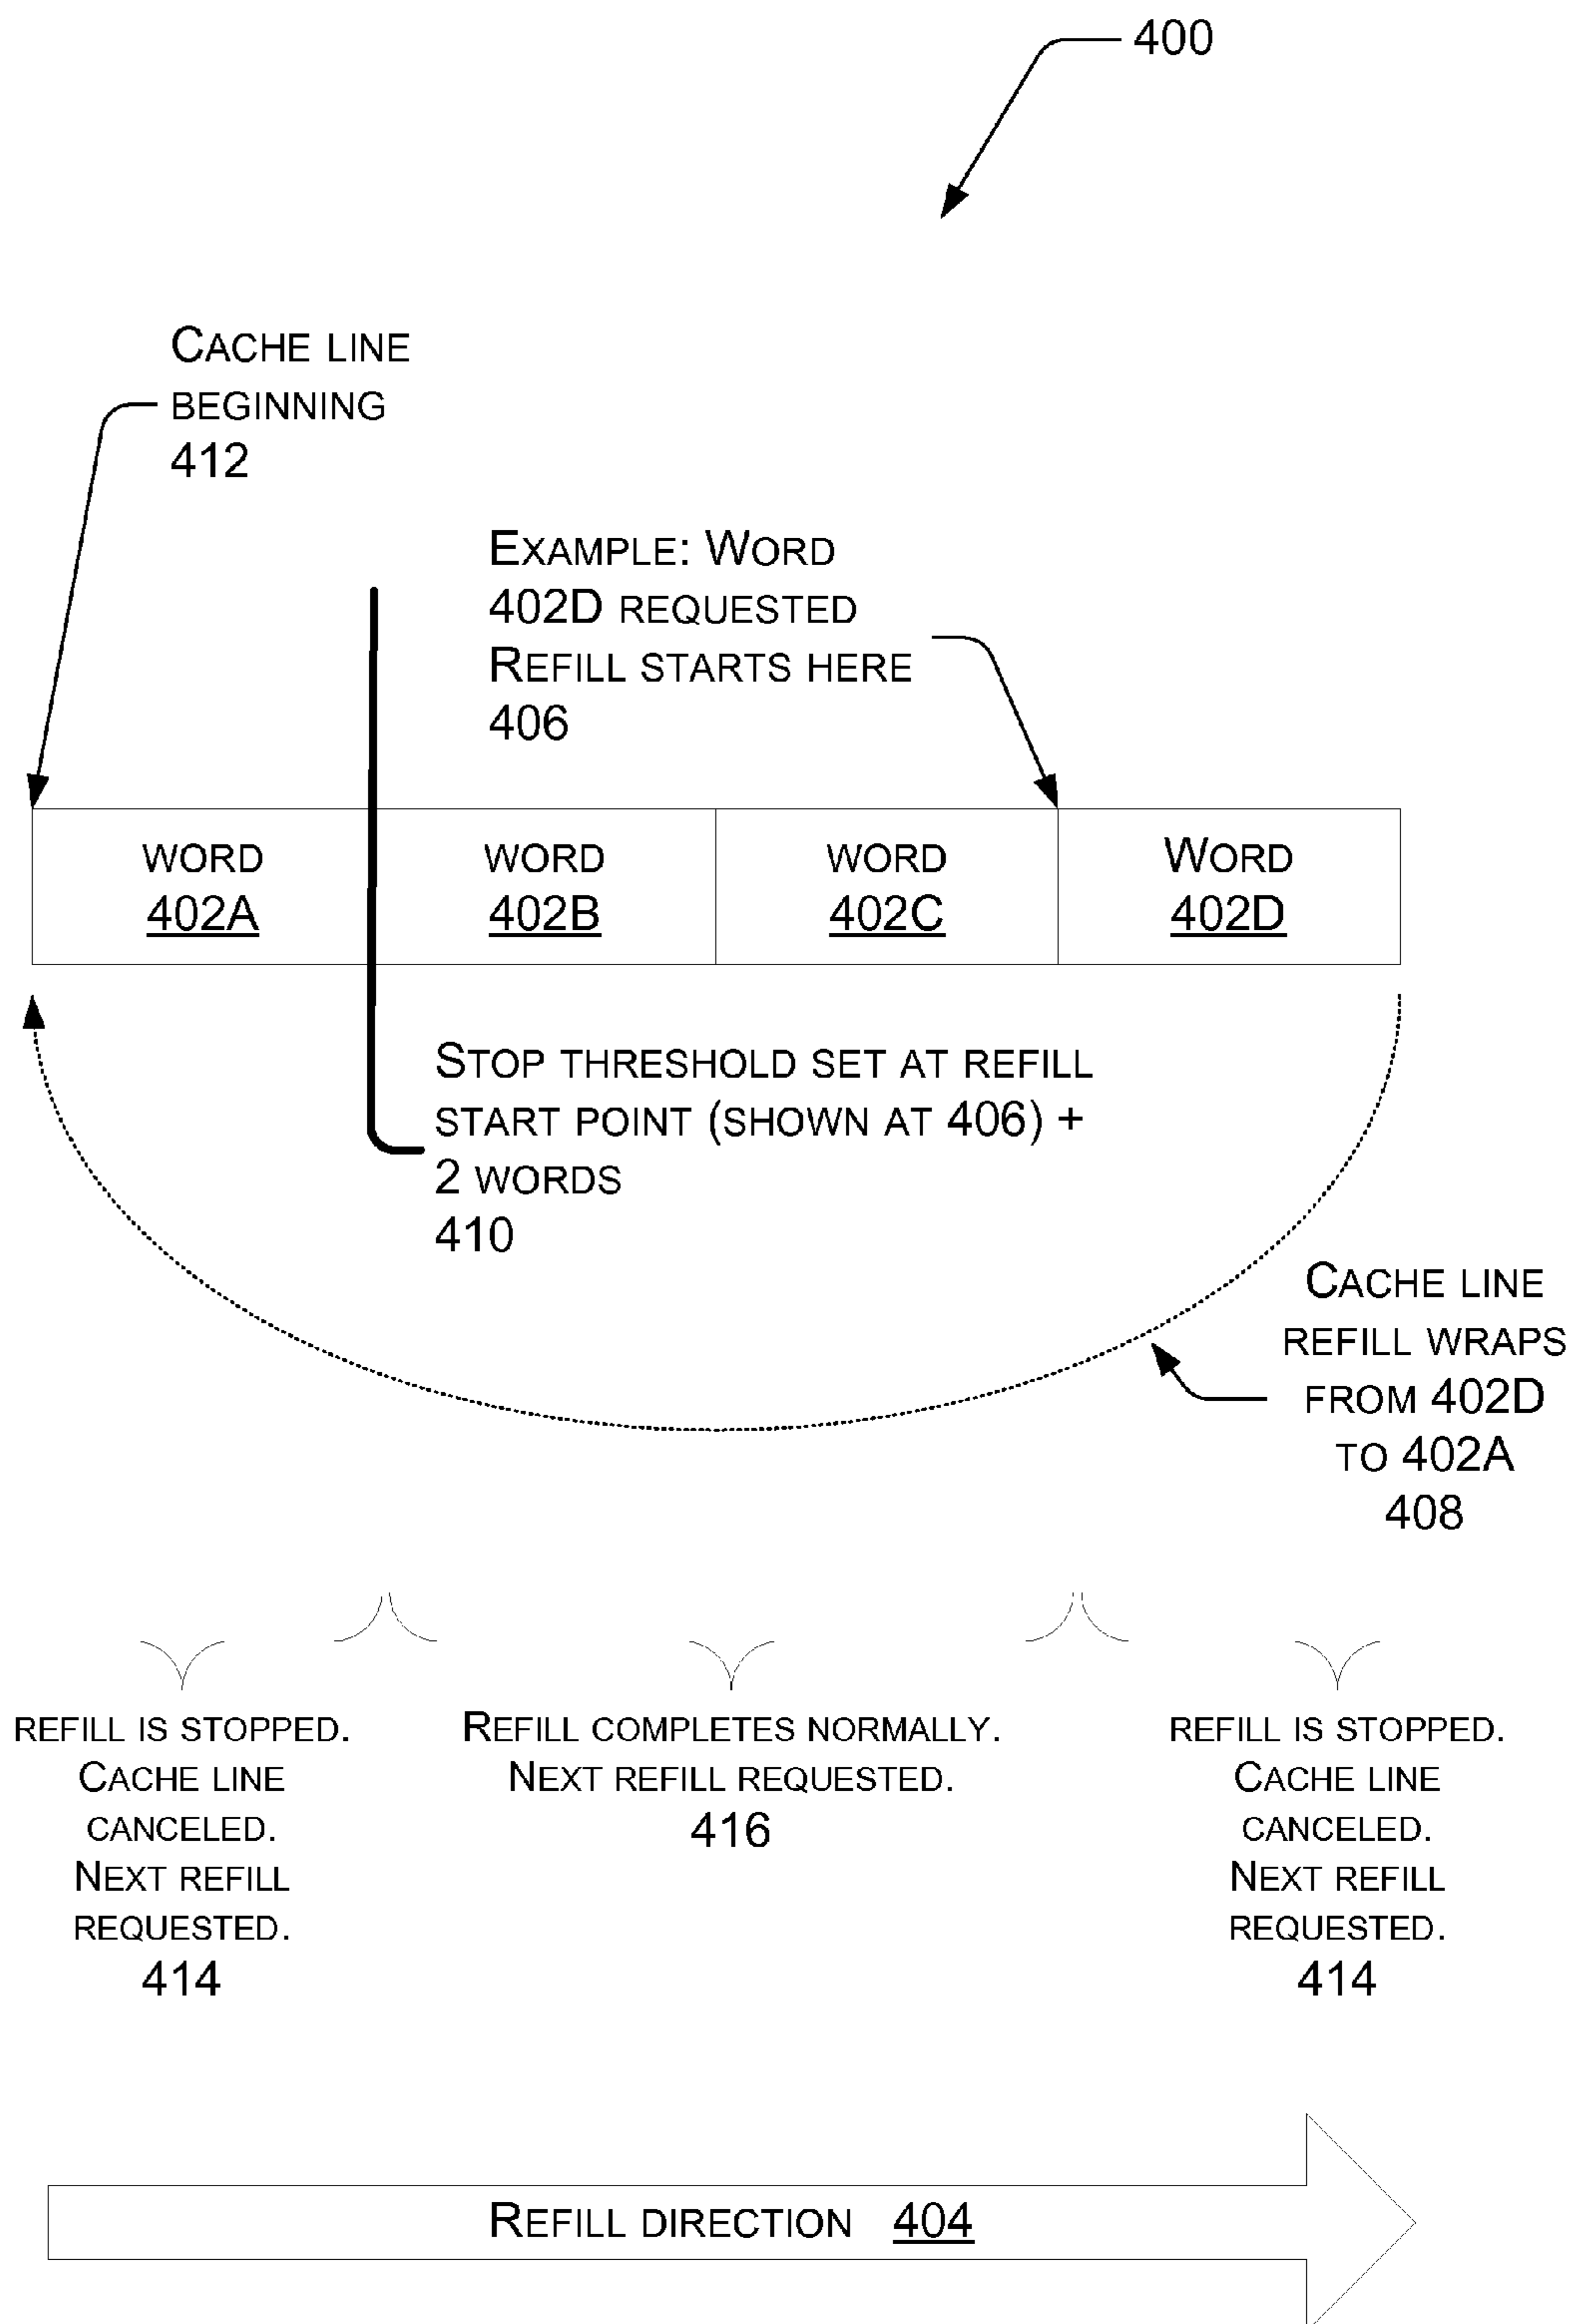 400
CACHE LINE
BEGINNING
412
EXAMPLE: WORD
402D REQUESTED
REFILL STARTS HERE
406
WORD
402A
WORD
402B
WORD
402C
WORD
402D
STOP THRESHOLD SET AT REFILL
START POINT (SHOWN AT 406) +
2 WORDS
410
CACHE LINE
REFILL WRAPS
FROM 402D
TO 402A
408
REFILL IS STOPPED.
CACHE LINE
CANCELED.
NEXT REFILL
REQUESTED.
414
REFILL COMPLETES NORMALLY.
NEXT REFILL REQUESTED.
416
REFILL IS STOPPED.
CACHE LINE
CANCELED.
NEXT REFILL
REQUESTED.
414
REFILL DIRECTION 404